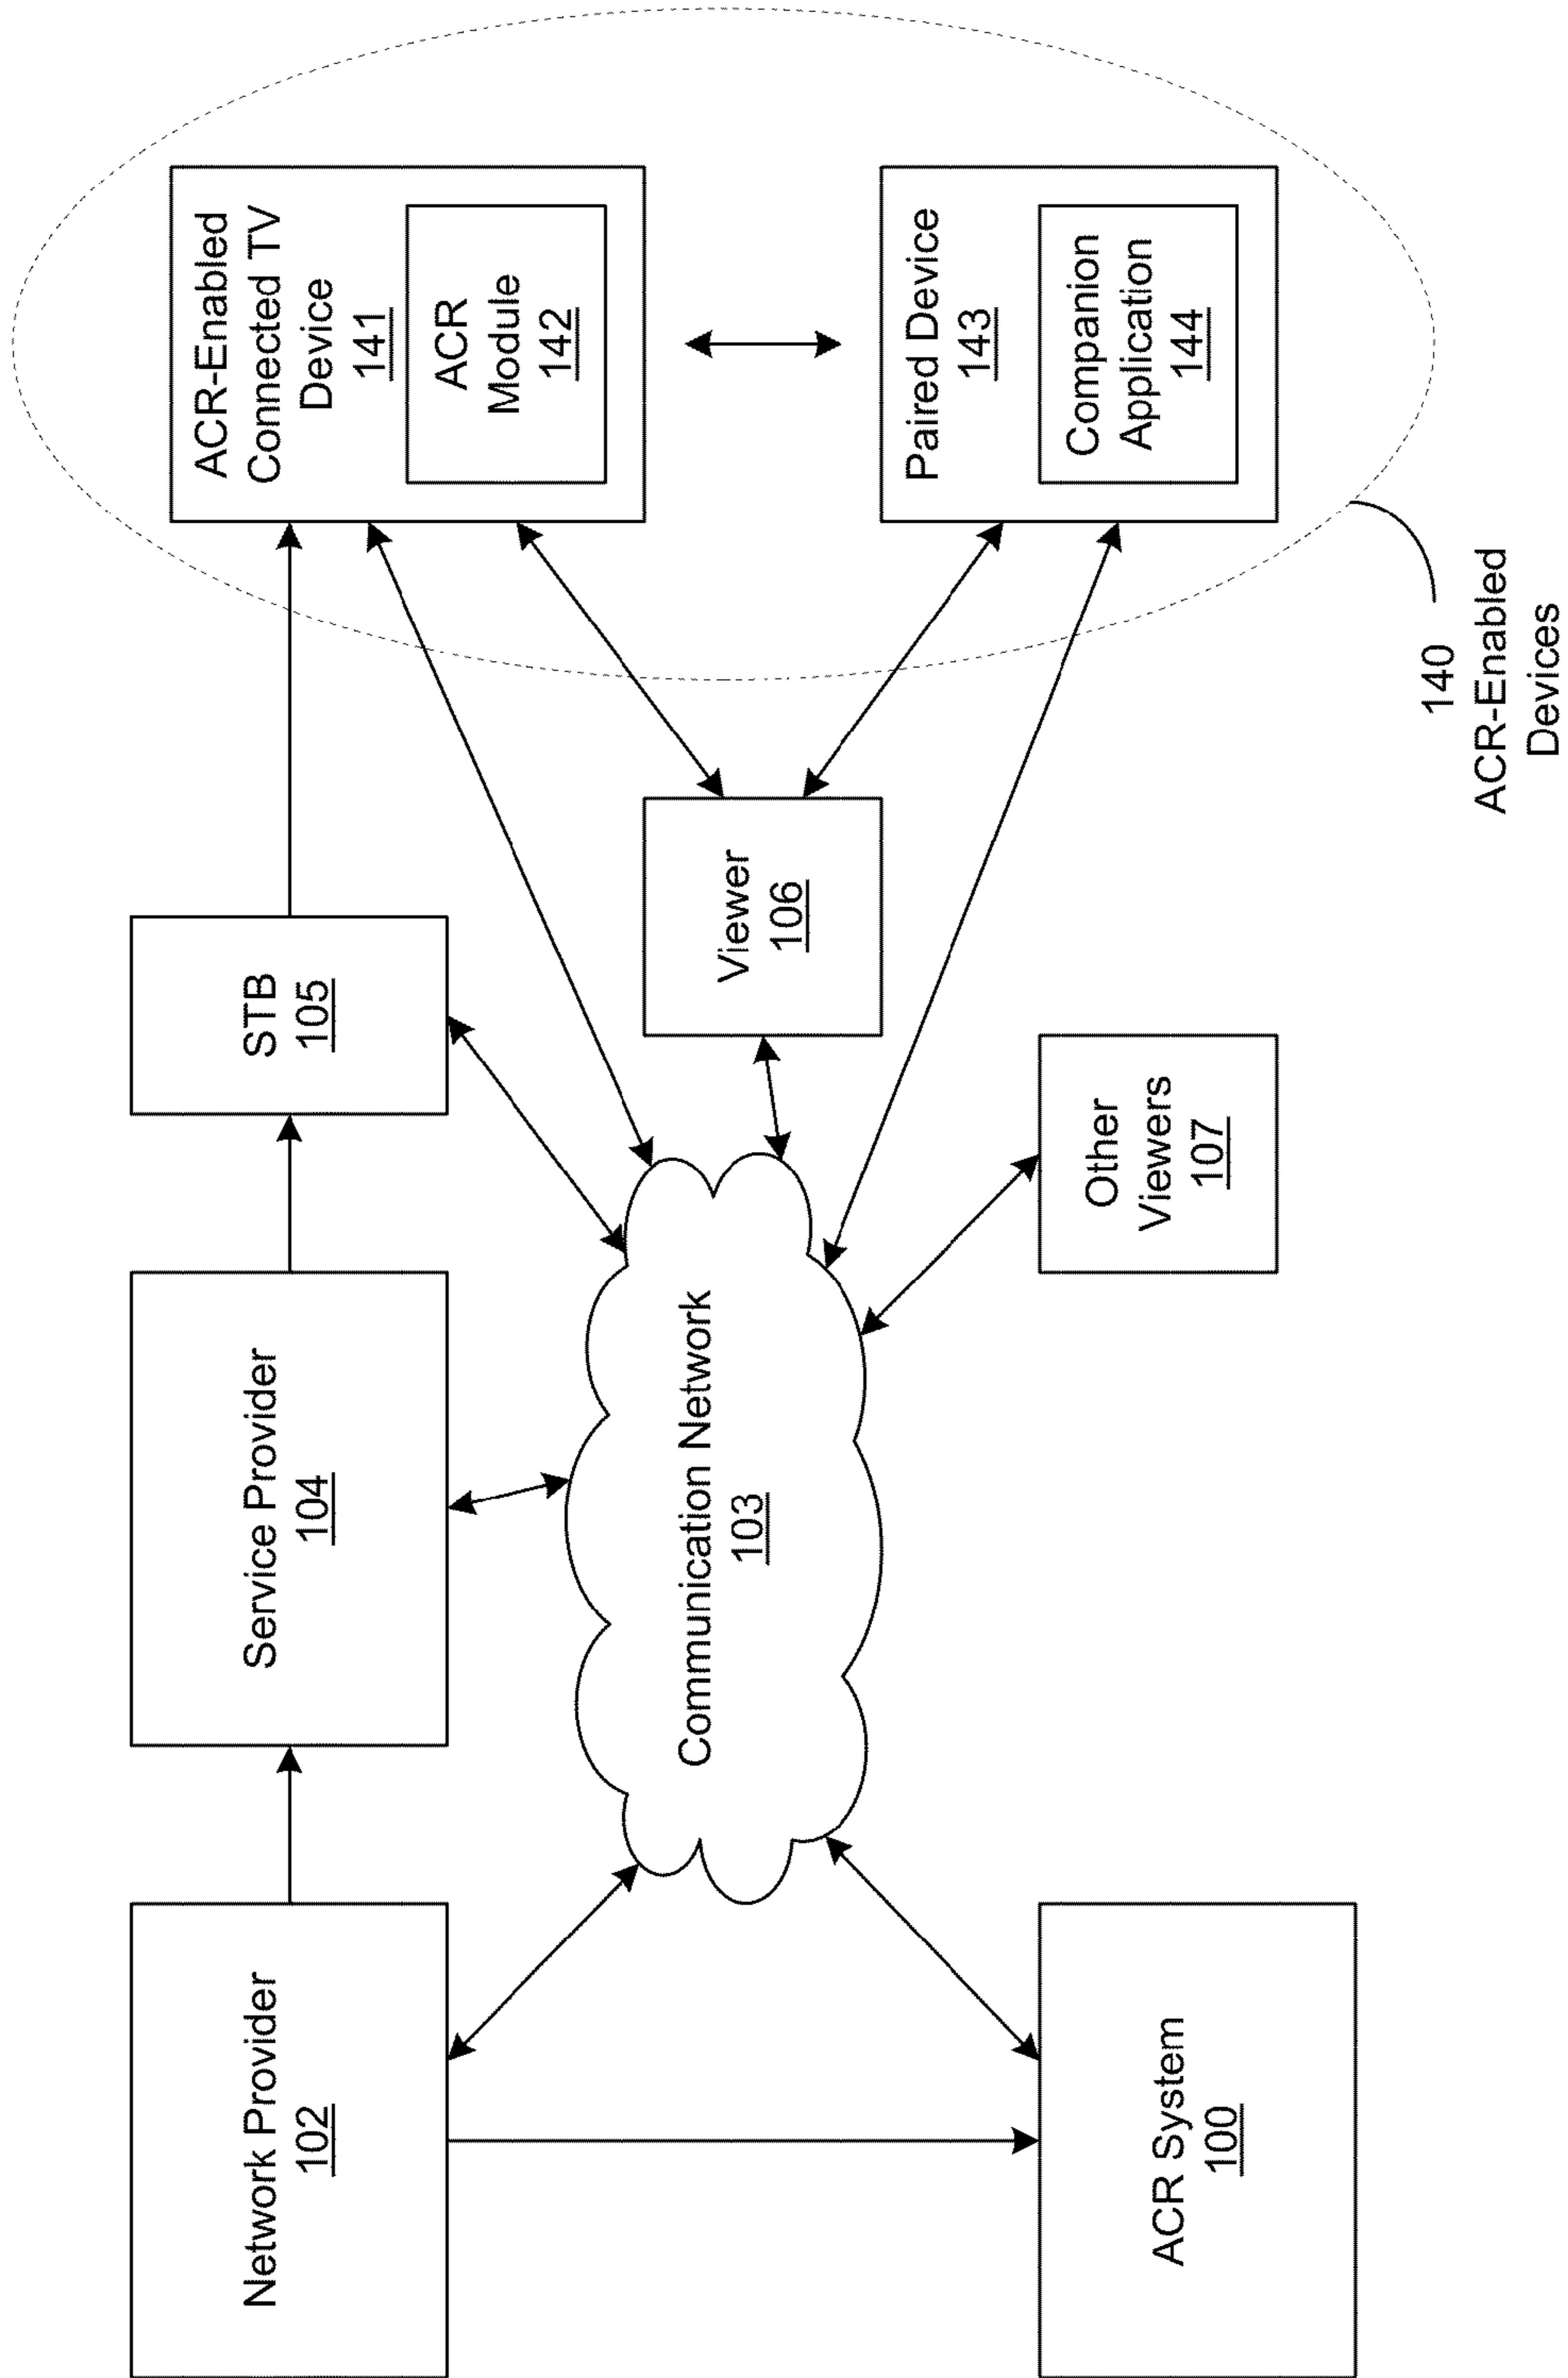 Network Provider
102
Service Provider
104
STB
105
ACR-Enabled
Connected TV
Device
141
ACR
Module
142
Communication Network
103
Viewer
106
Paired Device
143
Companion
Application
144
ACR System
100
Other
Viewers
107
140
ACR-Enabled
Devices